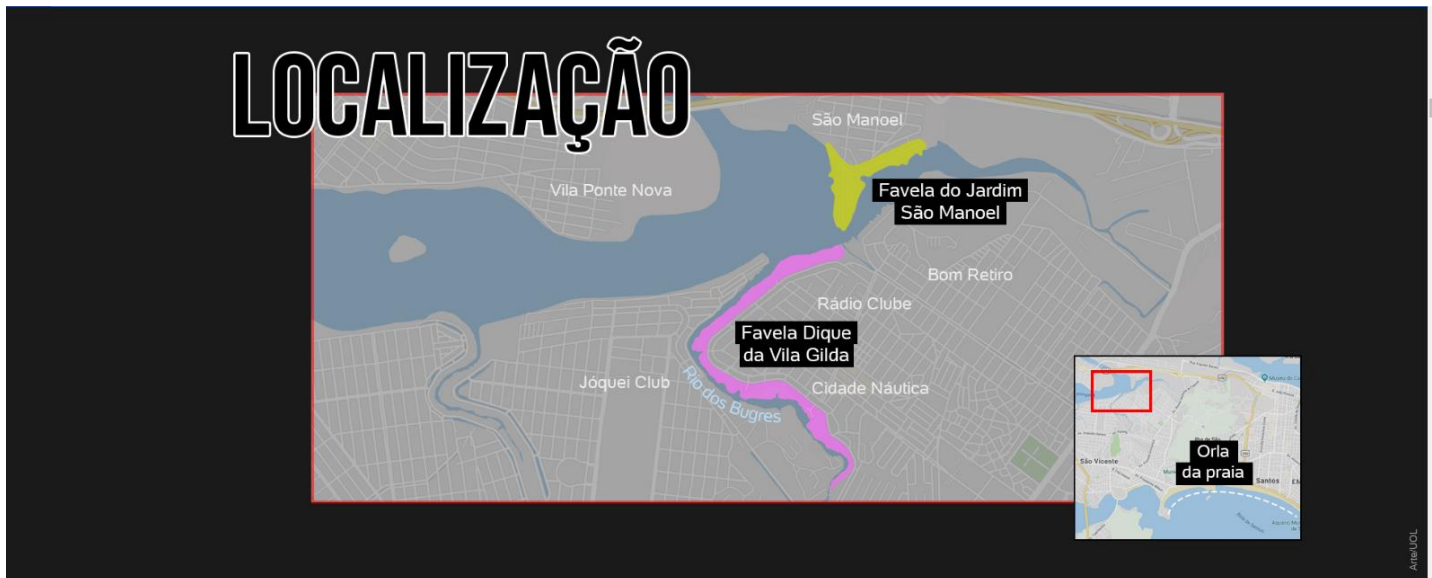 LOCALIZAÇÃO
São Manoel
Vila Ponte Nova
Favela do Jardim
São Manoel
Bom Retiro
Rádio Clube
Favela Dique
da Vila Gilda
Jóquei Club
Cidade Náutica
Rio dos Bugres
Orla
da praia
São Vicente
Santos
Arte/UOL